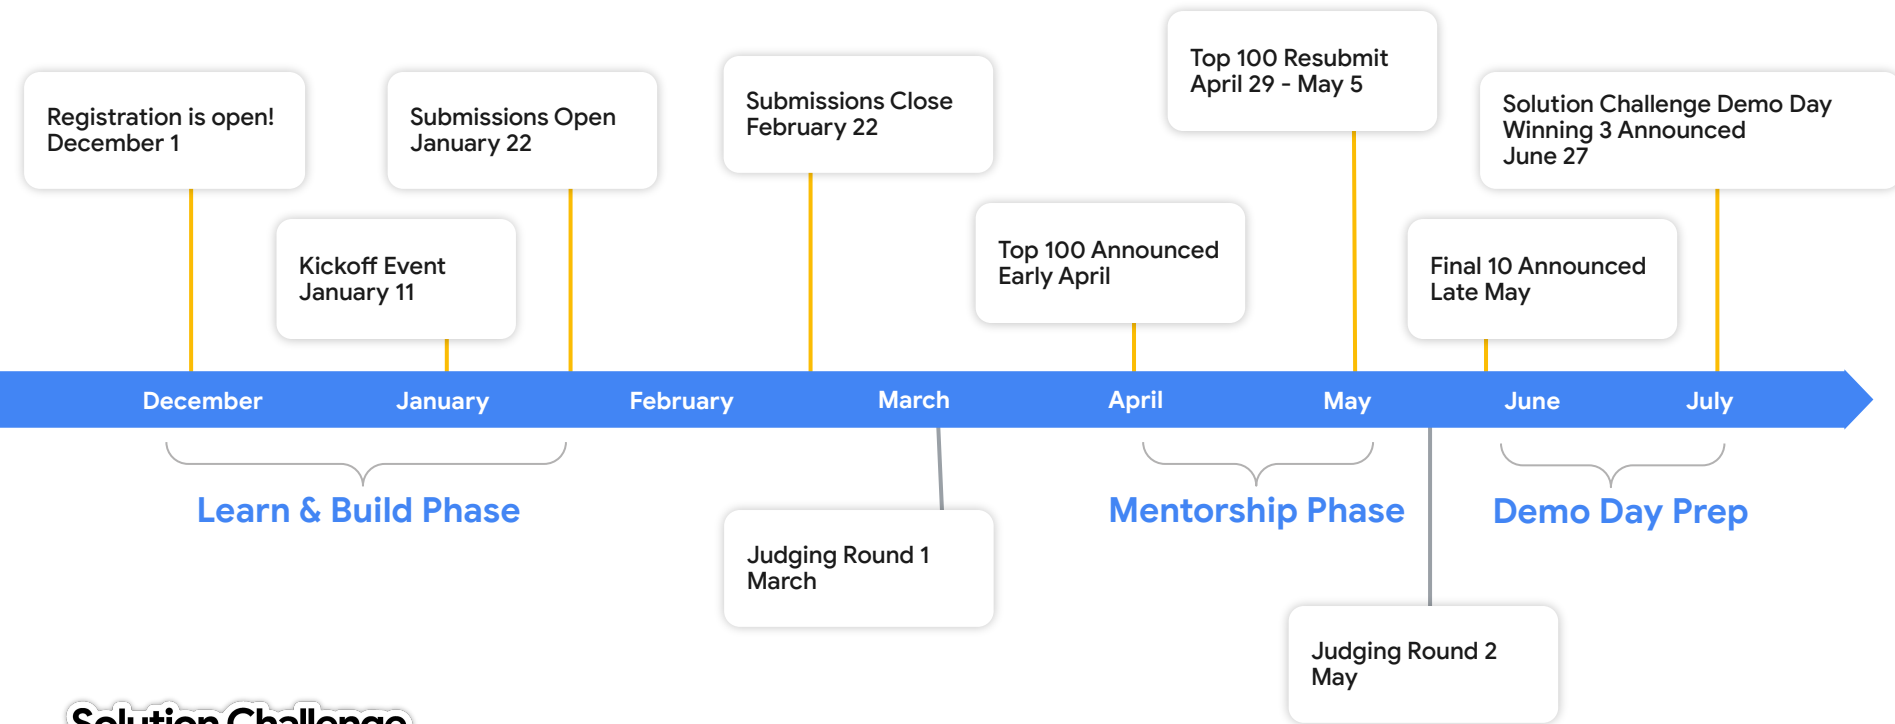 Top 100 Resubmit
April 29 - May 5
Registration is open!
December 1
Submissions Open
January 22
Submissions Close
February 22
Solution Challenge Demo Day
Winning 3 Announced
June 27
Kickoff Event
January 11
Top 100 Announced
Early April
Final 10 Announced
Late May
December January February March April May June July
Learn & Build Phase
Mentorship Phase
Demo Day Prep
Judging Round 1
March
Judging Round 2
May
Solution Challenge